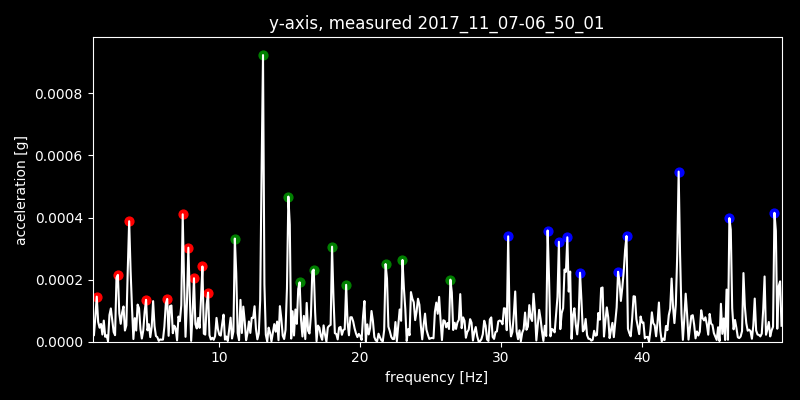 y-axis, measured 2017_11_07-06_50_01
acceleration [g]
0.0008
0.0006
0.0004
0.0002
0.0000
10 20 30 40
frequency [Hz]